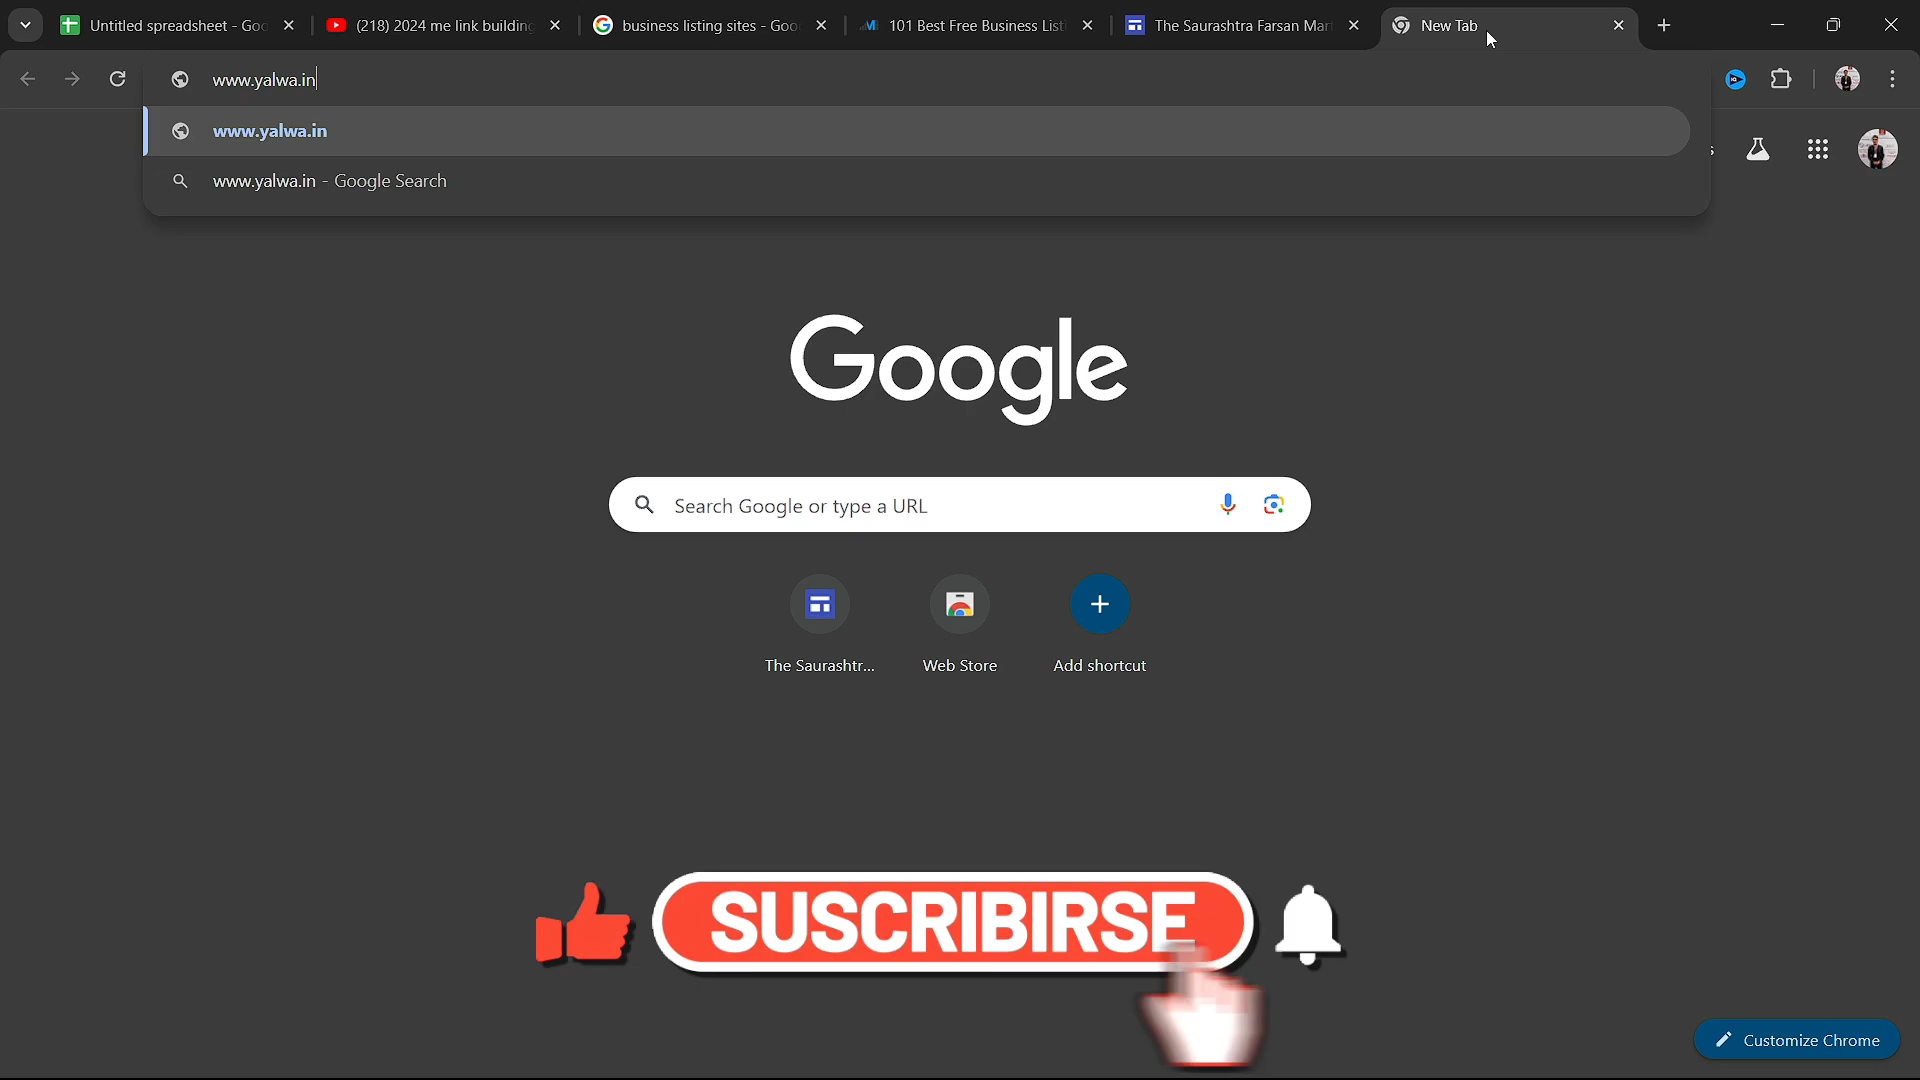 Untitled spreadsheet - Goo
(218) 2024 me link building
business listing sites - Goo
101 Best Free Business Listi
The Saurashtra Farsan Mart
New Tab
www.yalwa.in
www.yalwa.in
www.yalwa.in - Google Search
Google
Search Google or type a URL
The Saurashtr...
Web Store
Add shortcut
SUSCRIBIRSE
Customize Chrome